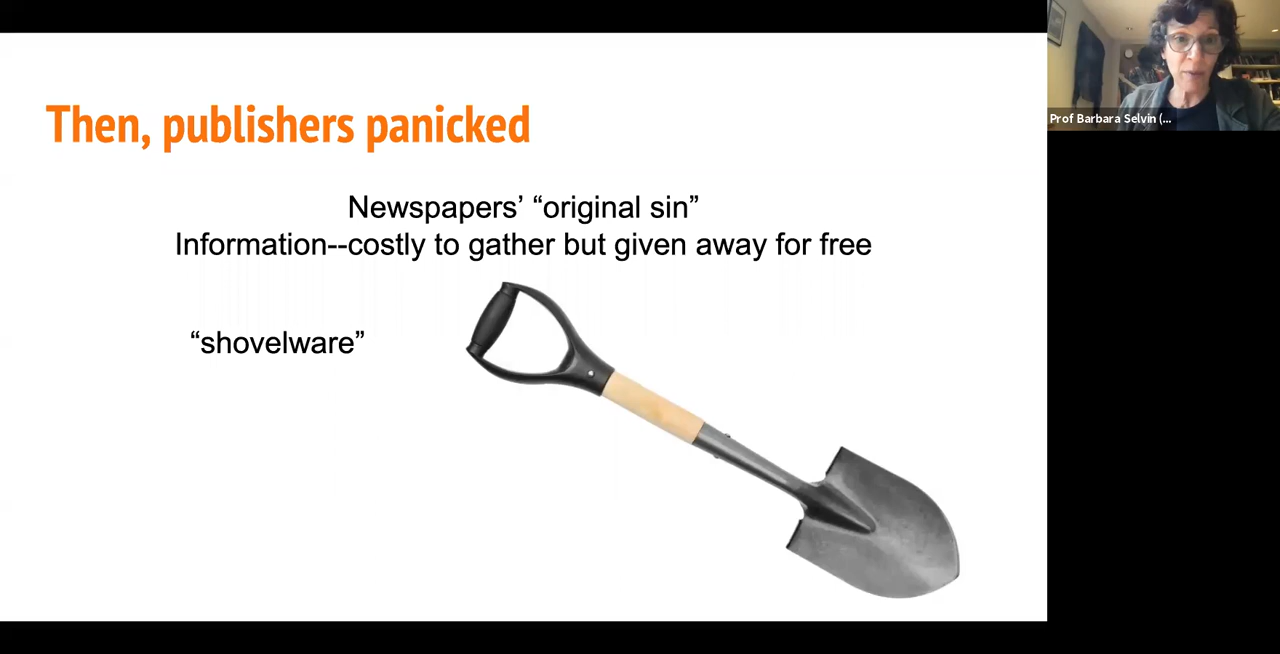 Then, publishers panicked
Newspapers’ “original sin”
Information--costly to gather but given away for free
“shovelware”
Prof Barbara Selvin (...